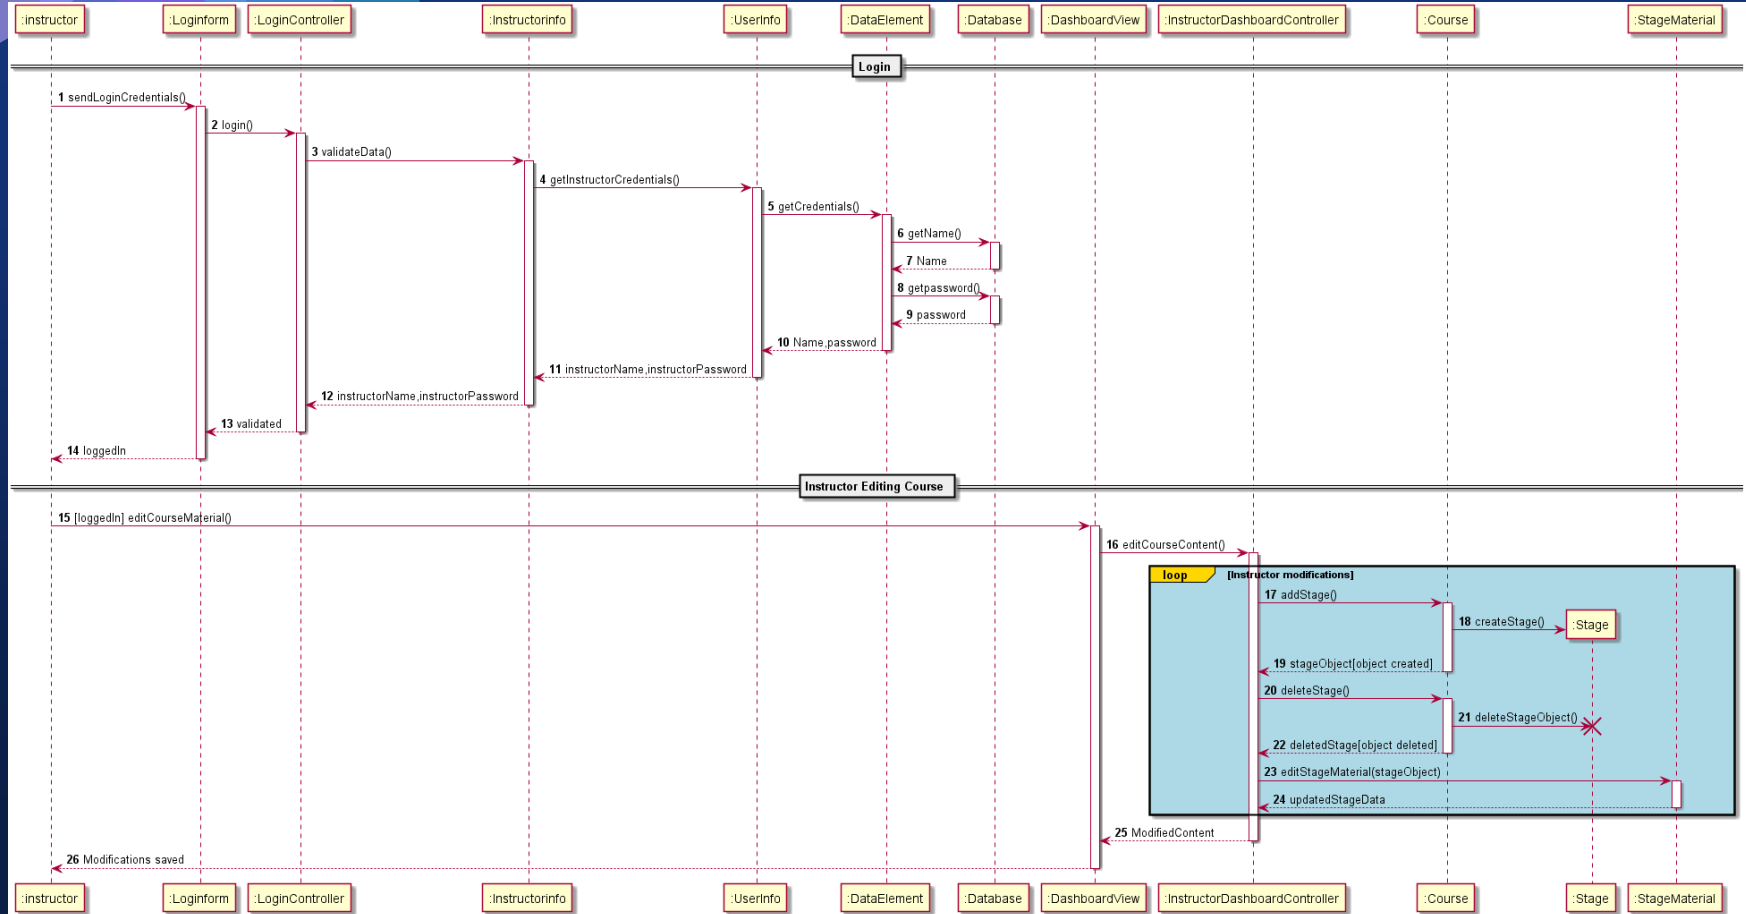 :instructor :Loginform :LoginController :Instructorinfo :UserInfo :DataElement :Database :DashboardView :InstructorDashboardController :Course :StageMaterial
Login
1 sendLoginCredentials()
2 login()
3 validateData()
4 getInstructorCredentials()
5 getCredentials()
6 getName()
7 Name
8 getpassword()
9 password
10 Name,password
11 instructorName,instructorPassword
12 instructorName,instructorPassword
13 validated
14 loggedIn
Instructor Editing Course
15 [loggedIn] editCourseMaterial()
16 editCourseContent()
loop [Instructor modifications]
17 addStage()
18 createStage() :Stage
19 stageObject[object created]
20 deleteStage()
21 deleteStageObject()
22 deletedStage[object deleted]
23 editStageMaterial(stageObject)
24 updatedStageData
25 ModifiedContent
26 Modifications saved
:instructor :Loginform :LoginController :Instructorinfo :UserInfo :DataElement :Database :DashboardView :InstructorDashboardController :Course :Stage :StageMaterial